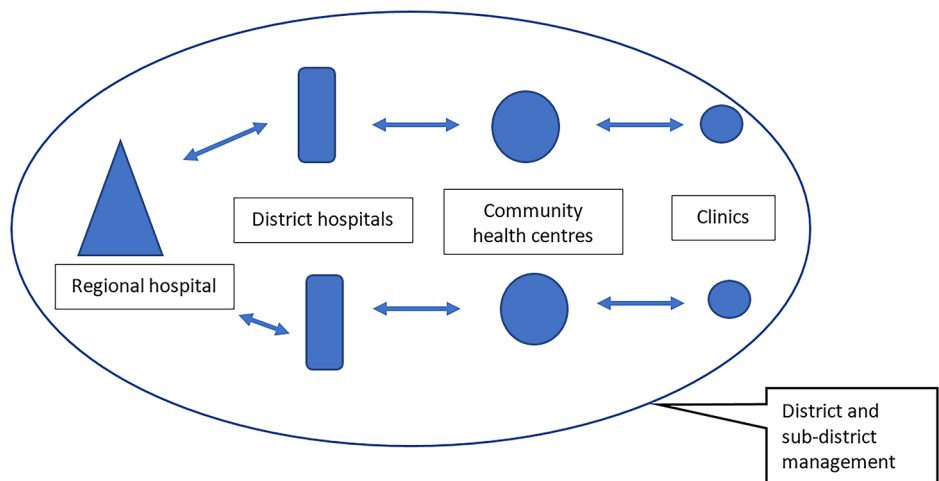 District hospitals
Community
health centres
Clinics
Regional hospital
District and
sub-district
management